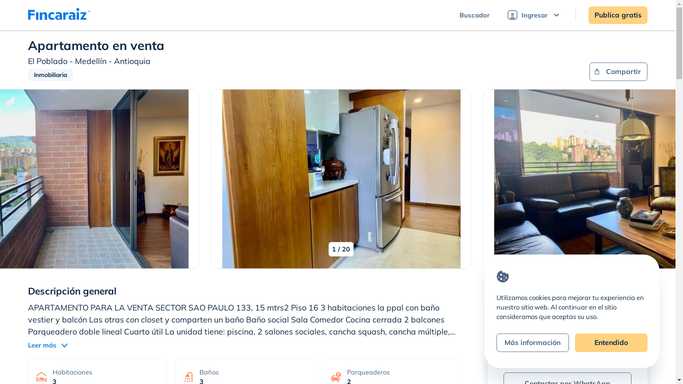 Fincaraiz
Buscador
Ingresar
Publica gratis
Apartamento en venta
El Poblado - Medellín - Antioquia
Inmobiliaria
Compartir
1 / 20
Descripción general
APARTAMENTO PARA LA VENTA SECTOR SAO PAULO 133, 15 mtrs2 Piso 16 3 habitaciones la ppal con baño
vestier y balcón Las otras con closet y comparten un baño Baño social Sala Comedor Cocina cerrada 2 balcones
Parqueadero doble lineal Cuarto útil La unidad tiene: piscina, 2 salones sociales, cancha squash, cancha múltiple,...
Leer más
Habitaciones
3
Baños
3
Parqueaderos
2
Utilizamos cookies para mejorar tu experiencia en
nuestro sitio web. Al continuar en el sitio
consideramos que aceptas su uso.
Más información
Entendido
Contactar por WhatsApp